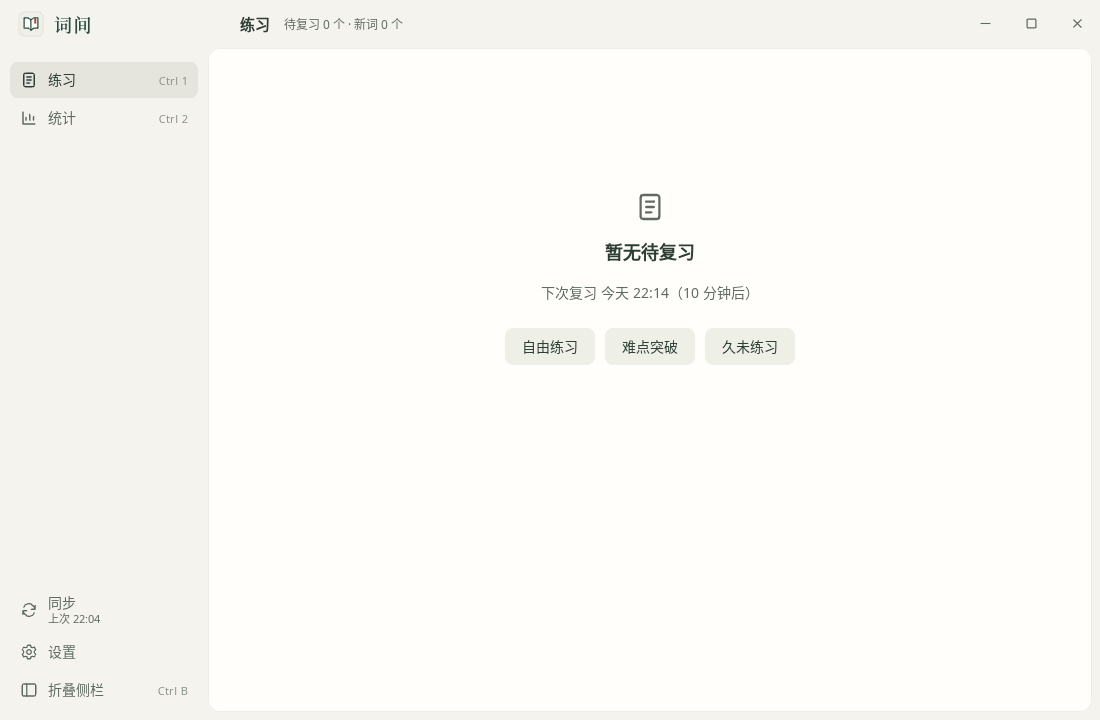 词间
练习 待复习 0 个 · 新词 0 个
练习 Ctrl 1
统计 Ctrl 2
暂无待复习
下次复习 今天 22:14（10 分钟后）
自由练习 难点突破 久未练习
同步
上次 22:04
设置
折叠侧栏 Ctrl B